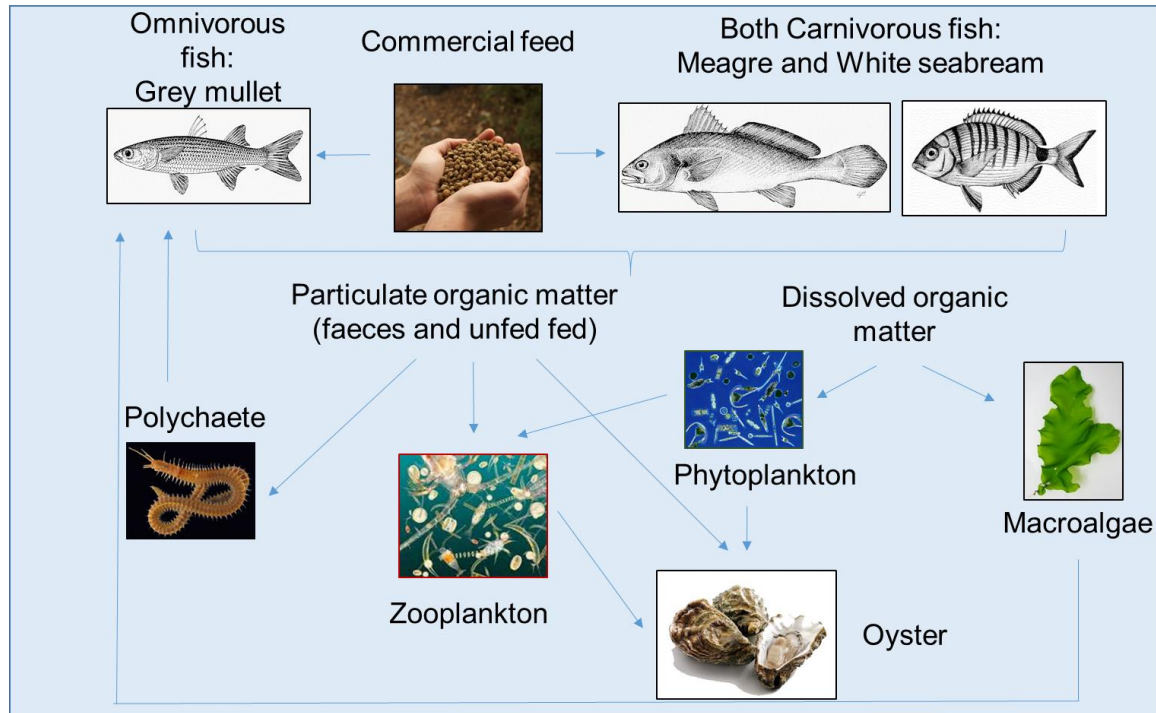 Omnivorous
fish:
Grey mullet
Commercial feed
Both Carnivorous fish:
Meagre and White seabream
Particulate organic matter
(faeces and unfed fed)
Dissolved organic
matter
Polychaete
Phytoplankton
Macroalgae
Zooplankton
Oyster